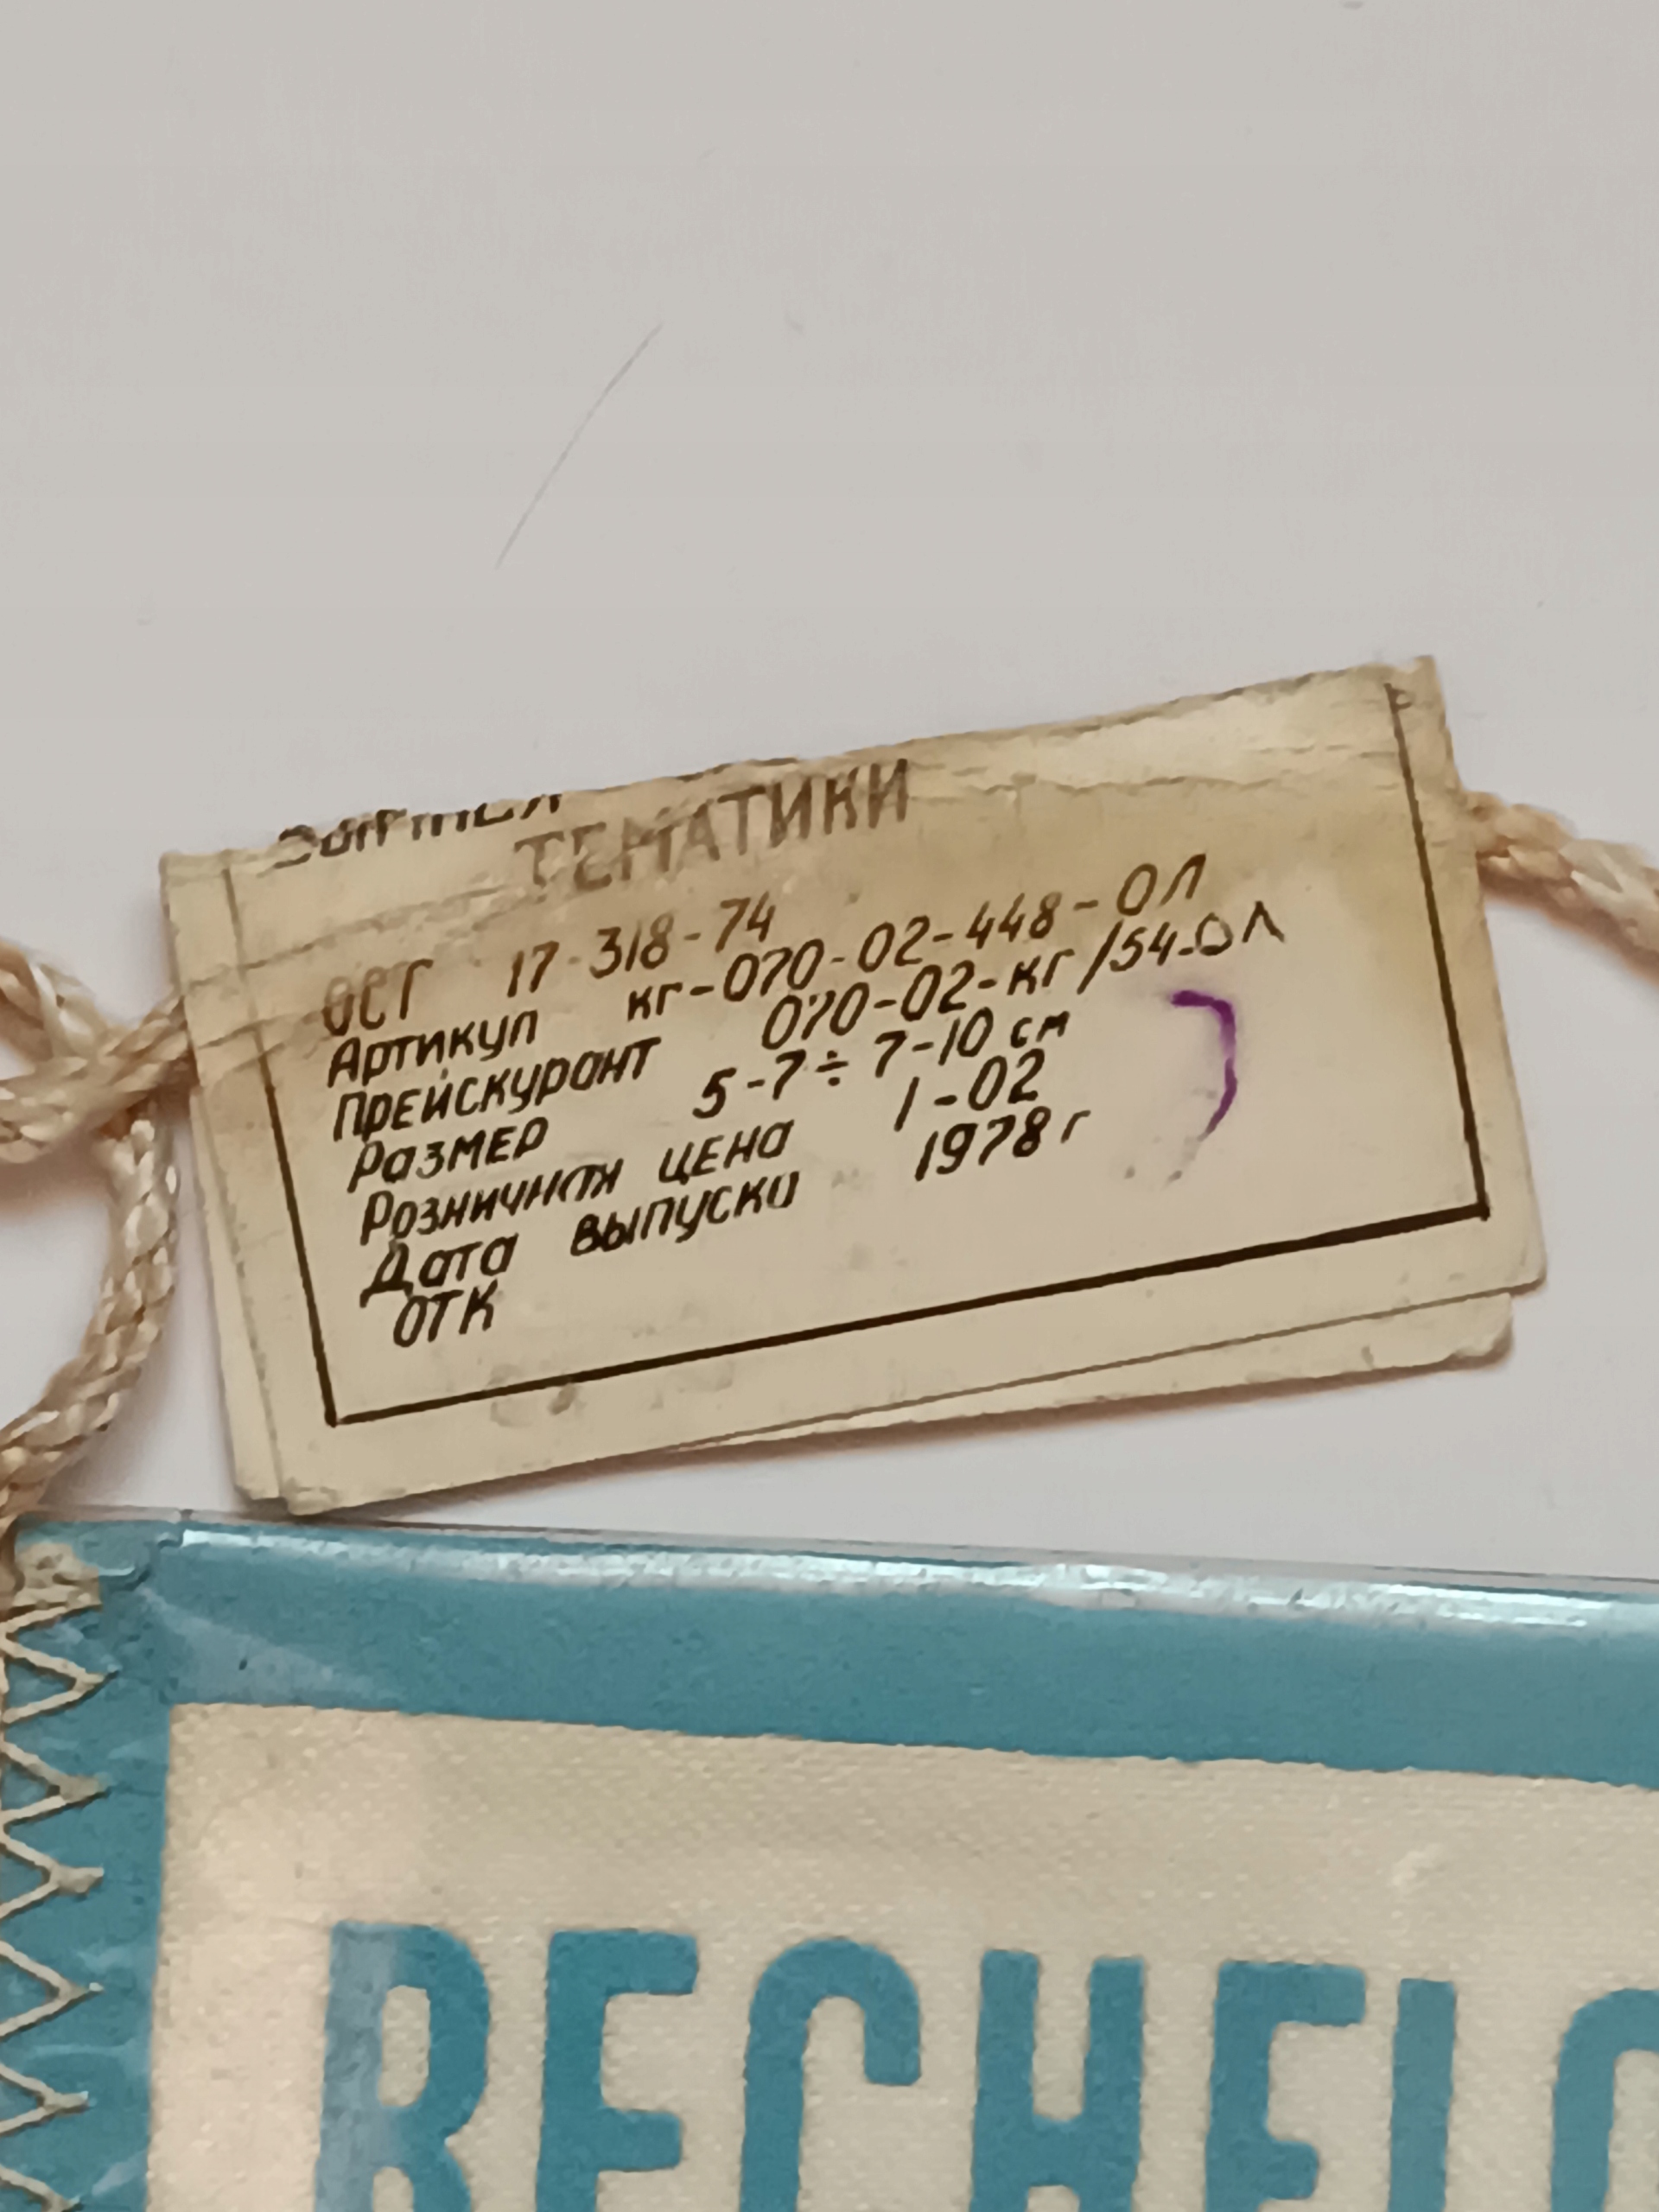 ТЕМАТИКИ
ОСТ 17-318-74
Артикул кг-070-02-448-ОЛ
Прейскурант 070-02-кг/54-ОЛ
Размер 5-7÷7-10 см
Розничная цена 1-02
Дата выпуска 1978г
ОТК